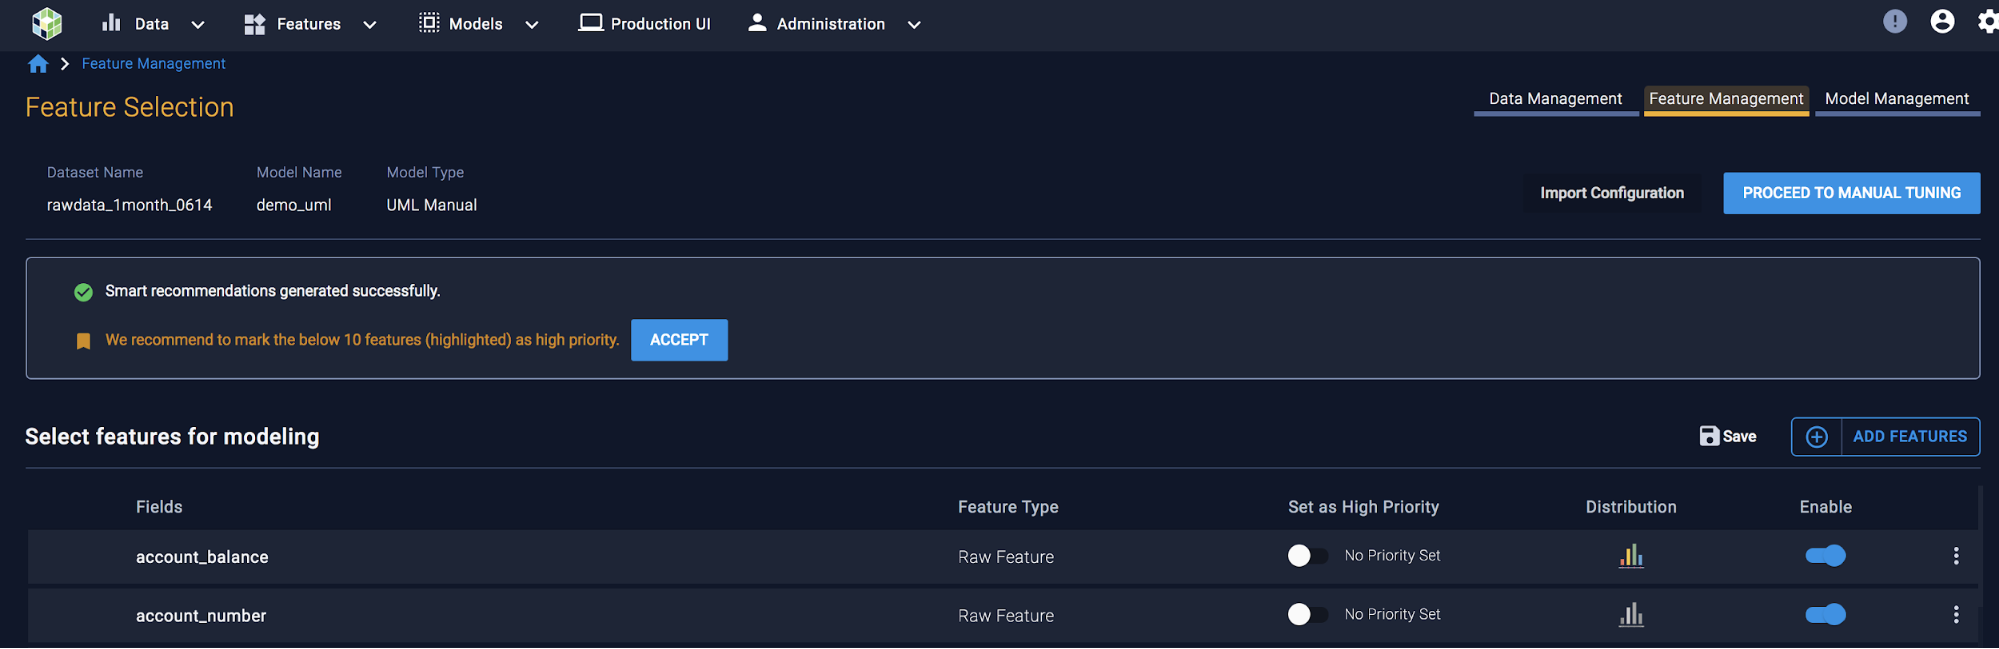 Data Features Models Production UI Administration
Feature Management
Feature Selection
Data Management Feature Management Model Management
Dataset Name Model Name Model Type
rawdata_1month_0614 demo_uml UML Manual
Import Configuration PROCEED TO MANUAL TUNING
Smart recommendations generated successfully.
We recommend to mark the below 10 features (highlighted) as high priority. ACCEPT
Select features for modeling
Save ADD FEATURES
Fields Feature Type Set as High Priority Distribution Enable
account_balance Raw Feature No Priority Set
account_number Raw Feature No Priority Set